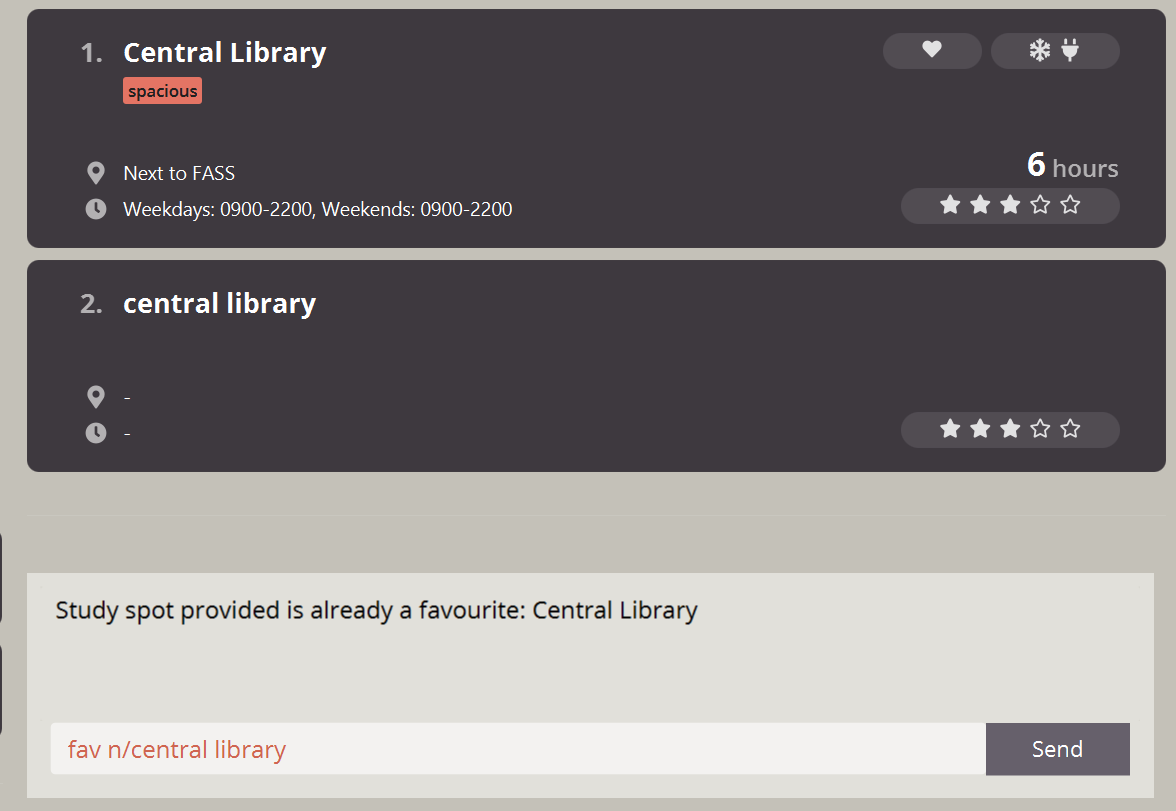 1. Central Library
spacious
Next to FASS
6 hours
Weekdays: 0900-2200, Weekends: 0900-2200
2. central library
-
-
Study spot provided is already a favourite: Central Library
fav n/central library
Send